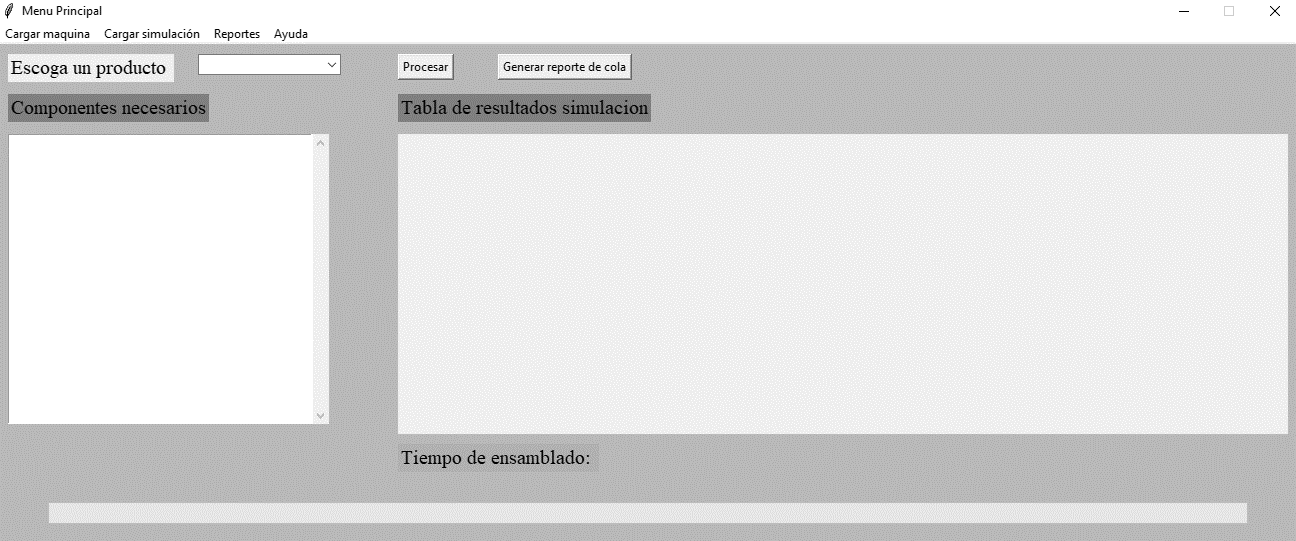 Menu Principal
Cargar maquina Cargar simulación Reportes Ayuda
Escoga un producto Procesar Generar reporte de cola
Componentes necesarios Tabla de resultados simulacion
Tiempo de ensamblado: